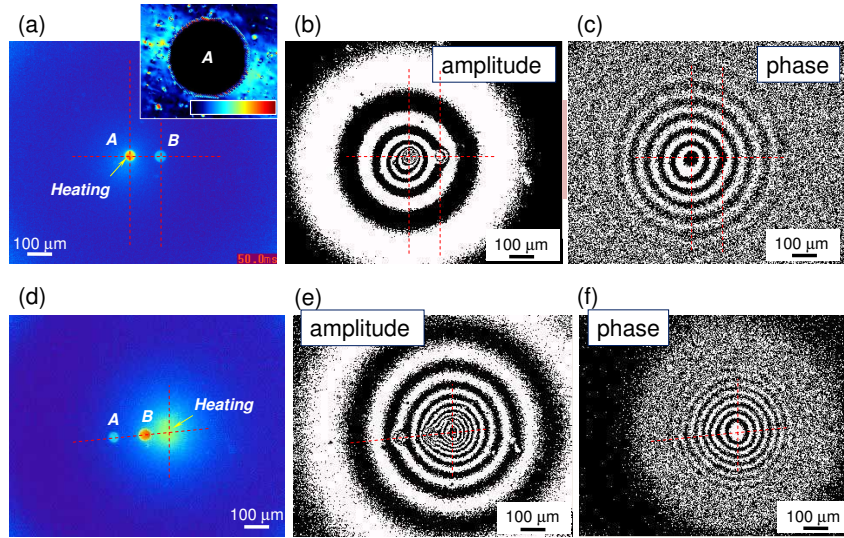 (a)
A
A
B
Heating
100 μm
50.0ms
(b)
amplitude
100 μm
(c)
phase
100 μm
(d)
A
B
Heating
100 μm
(e)
amplitude
100 μm
(f)
phase
100 μm